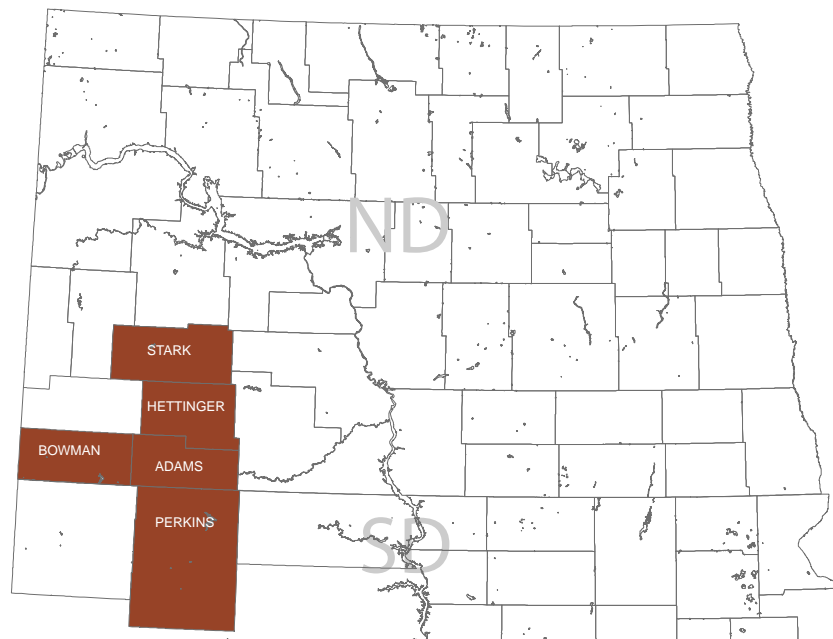 ND
STARK
HETTINGER
BOWMAN
ADAMS
PERKINS
SD